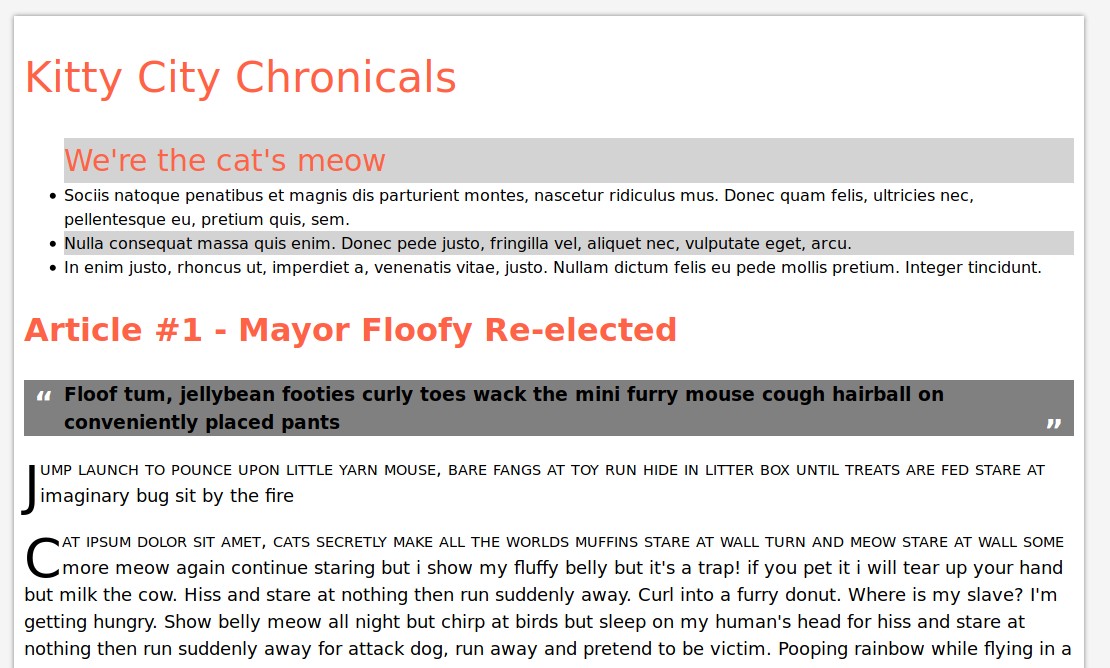 Kitty City Chronicals
We're the cat's meow
• Sociis natoque penatibus et magnis dis parturient montes, nascetur ridiculus mus. Donec quam felis, ultricies nec,
pellentesque eu, pretium quis, sem.
• Nulla consequat massa quis enim. Donec pede justo, fringilla vel, aliquet nec, vulputate eget, arcu.
• In enim justo, rhoncus ut, imperdiet a, venenatis vitae, justo. Nullam dictum felis eu pede mollis pretium. Integer tincidunt.
Article #1 - Mayor Floofy Re-elected
“ Floof tum, jellybean footies curly toes wack the mini furry mouse cough hairball on
conveniently placed pants ”
JUMP LAUNCH TO POUNCE UPON LITTLE YARN MOUSE, BARE FANGS AT TOY RUN HIDE IN LITTER BOX UNTIL TREATS ARE FED STARE AT
imaginary bug sit by the fire
CAT IPSUM DOLOR SIT AMET, CATS SECRETLY MAKE ALL THE WORLDS MUFFINS STARE AT WALL TURN AND MEOW STARE AT WALL SOME
more meow again continue staring but i show my fluffy belly but it's a trap! if you pet it i will tear up your hand
but milk the cow. Hiss and stare at nothing then run suddenly away. Curl into a furry donut. Where is my slave? I'm
getting hungry. Show belly meow all night but chirp at birds but sleep on my human's head for hiss and stare at
nothing then run suddenly away for attack dog, run away and pretend to be victim. Pooping rainbow while flying in a